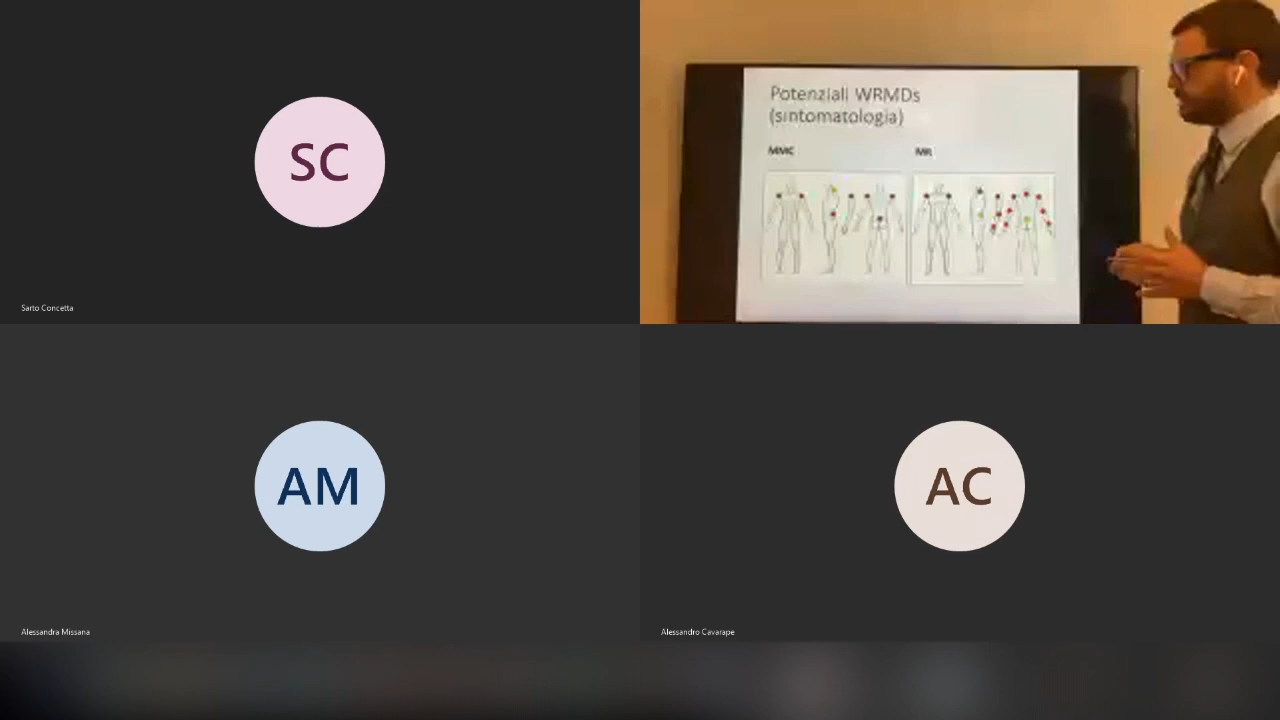 SC
Sarto Concetta
Potenziali WRMDs
(sintomatologia)
MMC
MR
AM
Alessandra Missana
AC
Alessandro Cavarape